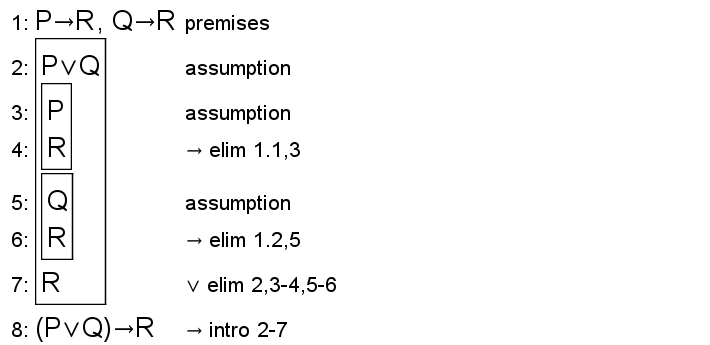 1: P→R, Q→R premises
2: P∨Q assumption
3: P assumption
4: R → elim 1.1,3
5: Q assumption
6: R → elim 1.2,5
7: R ∨ elim 2,3-4,5-6
8: (P∨Q)→R → intro 2-7